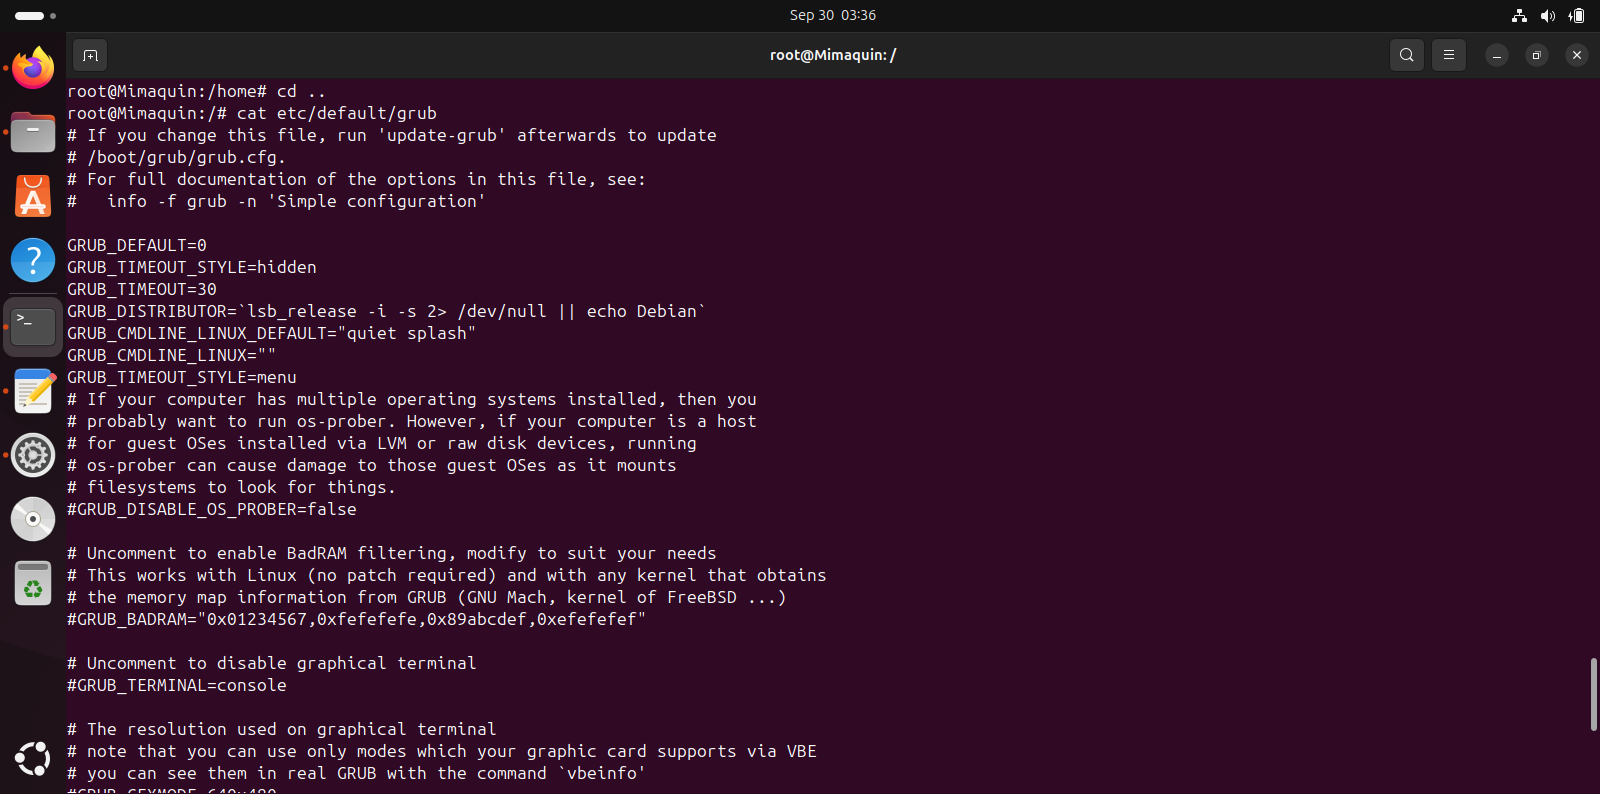 Sep 30 03:36
root@Mimaquin: /
root@Mimaquin:/home# cd ..
root@Mimaquin:/# cat etc/default/grub
# If you change this file, run 'update-grub' afterwards to update
# /boot/grub/grub.cfg.
# For full documentation of the options in this file, see:
#   info -f grub -n 'Simple configuration'

GRUB_DEFAULT=0
GRUB_TIMEOUT_STYLE=hidden
GRUB_TIMEOUT=30
GRUB_DISTRIBUTOR=`lsb_release -i -s 2> /dev/null || echo Debian`
GRUB_CMDLINE_LINUX_DEFAULT="quiet splash"
GRUB_CMDLINE_LINUX=""
GRUB_TIMEOUT_STYLE=menu
# If your computer has multiple operating systems installed, then you
# probably want to run os-prober. However, if your computer is a host
# for guest OSes installed via LVM or raw disk devices, running
# os-prober can cause damage to those guest OSes as it mounts
# filesystems to look for things.
#GRUB_DISABLE_OS_PROBER=false

# Uncomment to enable BadRAM filtering, modify to suit your needs
# This works with Linux (no patch required) and with any kernel that obtains
# the memory map information from GRUB (GNU Mach, kernel of FreeBSD ...)
#GRUB_BADRAM="0x01234567,0xfefefefe,0x89abcdef,0xefefefef"

# Uncomment to disable graphical terminal
#GRUB_TERMINAL=console

# The resolution used on graphical terminal
# note that you can use only modes which your graphic card supports via VBE
# you can see them in real GRUB with the command `vbeinfo'
#GRUB_GFXMODE=640x480